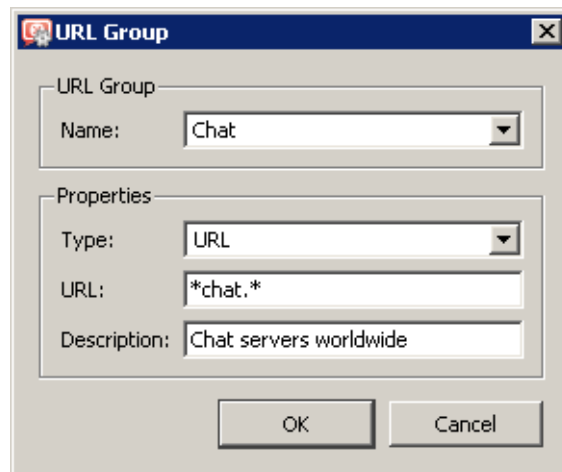 URL Group
URL Group
Name: Chat
Properties
Type: URL
URL: *chat.*
Description: Chat servers worldwide
OK Cancel